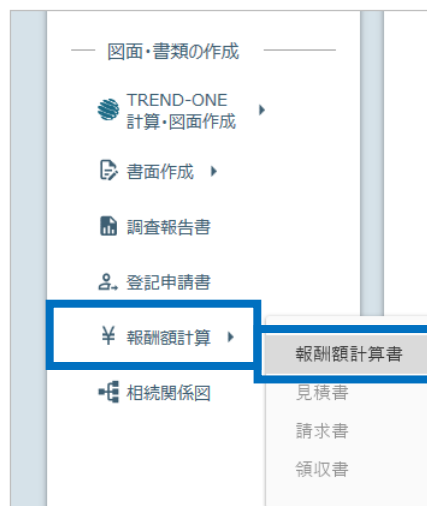 図面・書類の作成
TREND-ONE
計算・図面作成
書面作成
調査報告書
登記申請書
¥ 報酬額計算
報酬額計算書
相続関係図
見積書
請求書
領収書